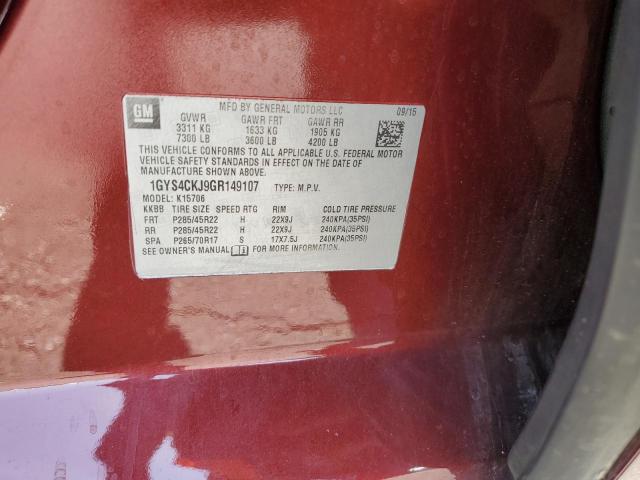 GM
MFD BY GENERAL MOTORS LLC 09/15
GVWR GAWR FRT GAWR RR
3311 KG 1633 KG 1905 KG
7300 LB 3600 LB 4200 LB
THIS VEHICLE CONFORMS TO ALL APPLICABLE U.S. FEDERAL MOTOR
VEHICLE SAFETY STANDARDS IN EFFECT ON THE DATE OF
MANUFACTURE SHOWN ABOVE.
1GYS4CKJ9GR149107 TYPE: M.P.V.
MODEL: K15706
KKBB TIRE SIZE SPEED RTG RIM COLD TIRE PRESSURE
FRT P285/45R22 H 22X9J 240KPA(35PSI)
RR P285/45R22 H 22X9J 240KPA(35PSI)
SPA P265/70R17 S 17X7.5J 240KPA(35PSI)
SEE OWNER'S MANUAL FOR MORE INFORMATION.